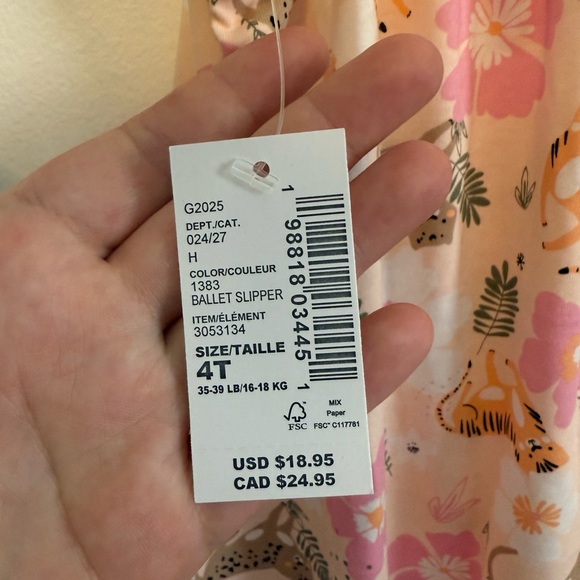 G2025
DEPT./CAT.
024/27
H
COLOR/COULEUR
1383
BALLET SLIPPER
ITEM/ÉLÉMENT
3053134
SIZE/TAILLE
4T
35-39 LB/16-18 KG
1 98818 03445 1
FSC
MIX
Paper
FSC® C117781
USD $18.95
CAD $24.95